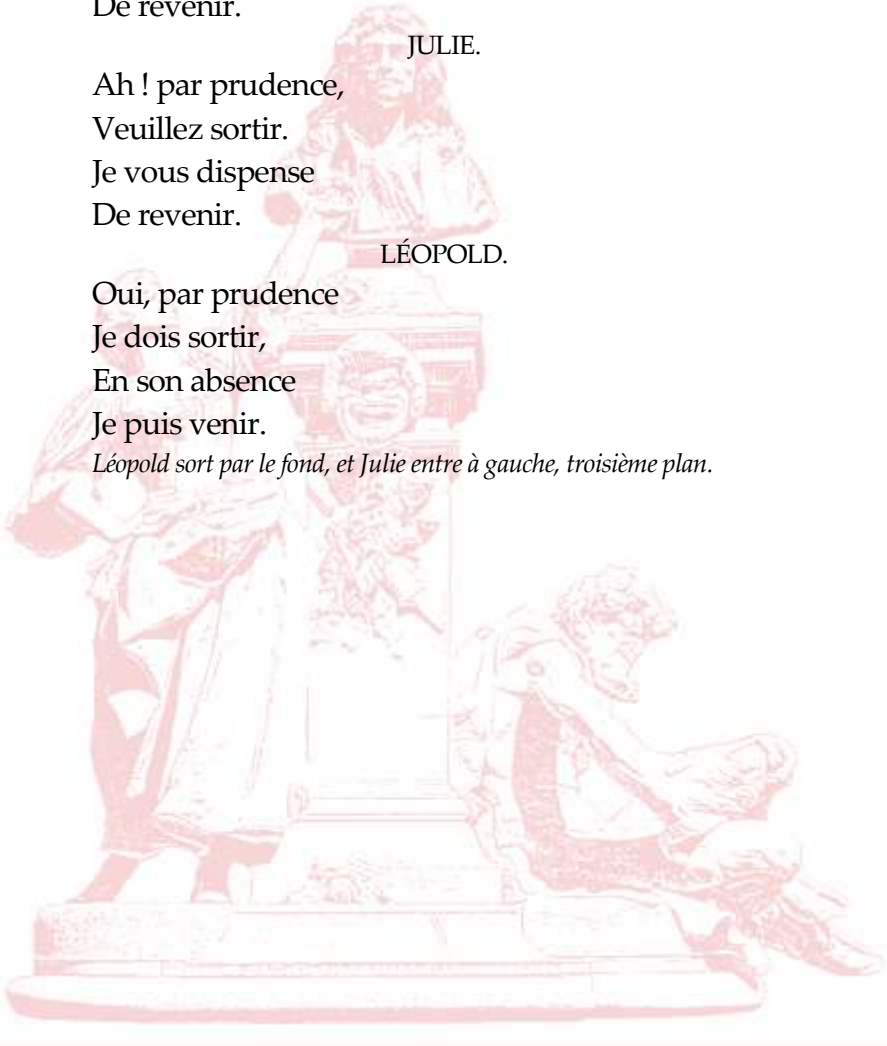 De revenir.
JULIE.
Ah ! par prudence,
Veuillez sortir.
Je vous dispense
De revenir.
LÉOPOLD.
Oui, par prudence
Je dois sortir,
En son absence
Je puis venir.
Léopold sort par le fond, et Julie entre à gauche, troisième plan.